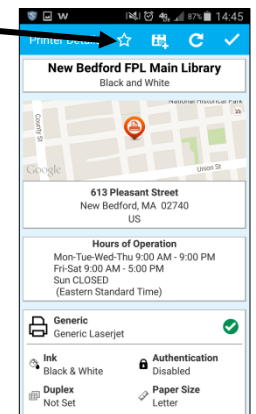 W 4G 87% 14:45
Printer Details
New Bedford FPL Main Library
Black and White
National Historical Park
County St
Google
Union St
613 Pleasant Street
New Bedford, MA 02740
US
Hours of Operation
Mon-Tue-Wed-Thu 9:00 AM - 9:00 PM
Fri-Sat 9:00 AM - 5:00 PM
Sun CLOSED
(Eastern Standard Time)
Generic
Generic Laserjet
Ink
Black & White
Authentication
Disabled
Duplex
Not Set
Paper Size
Letter